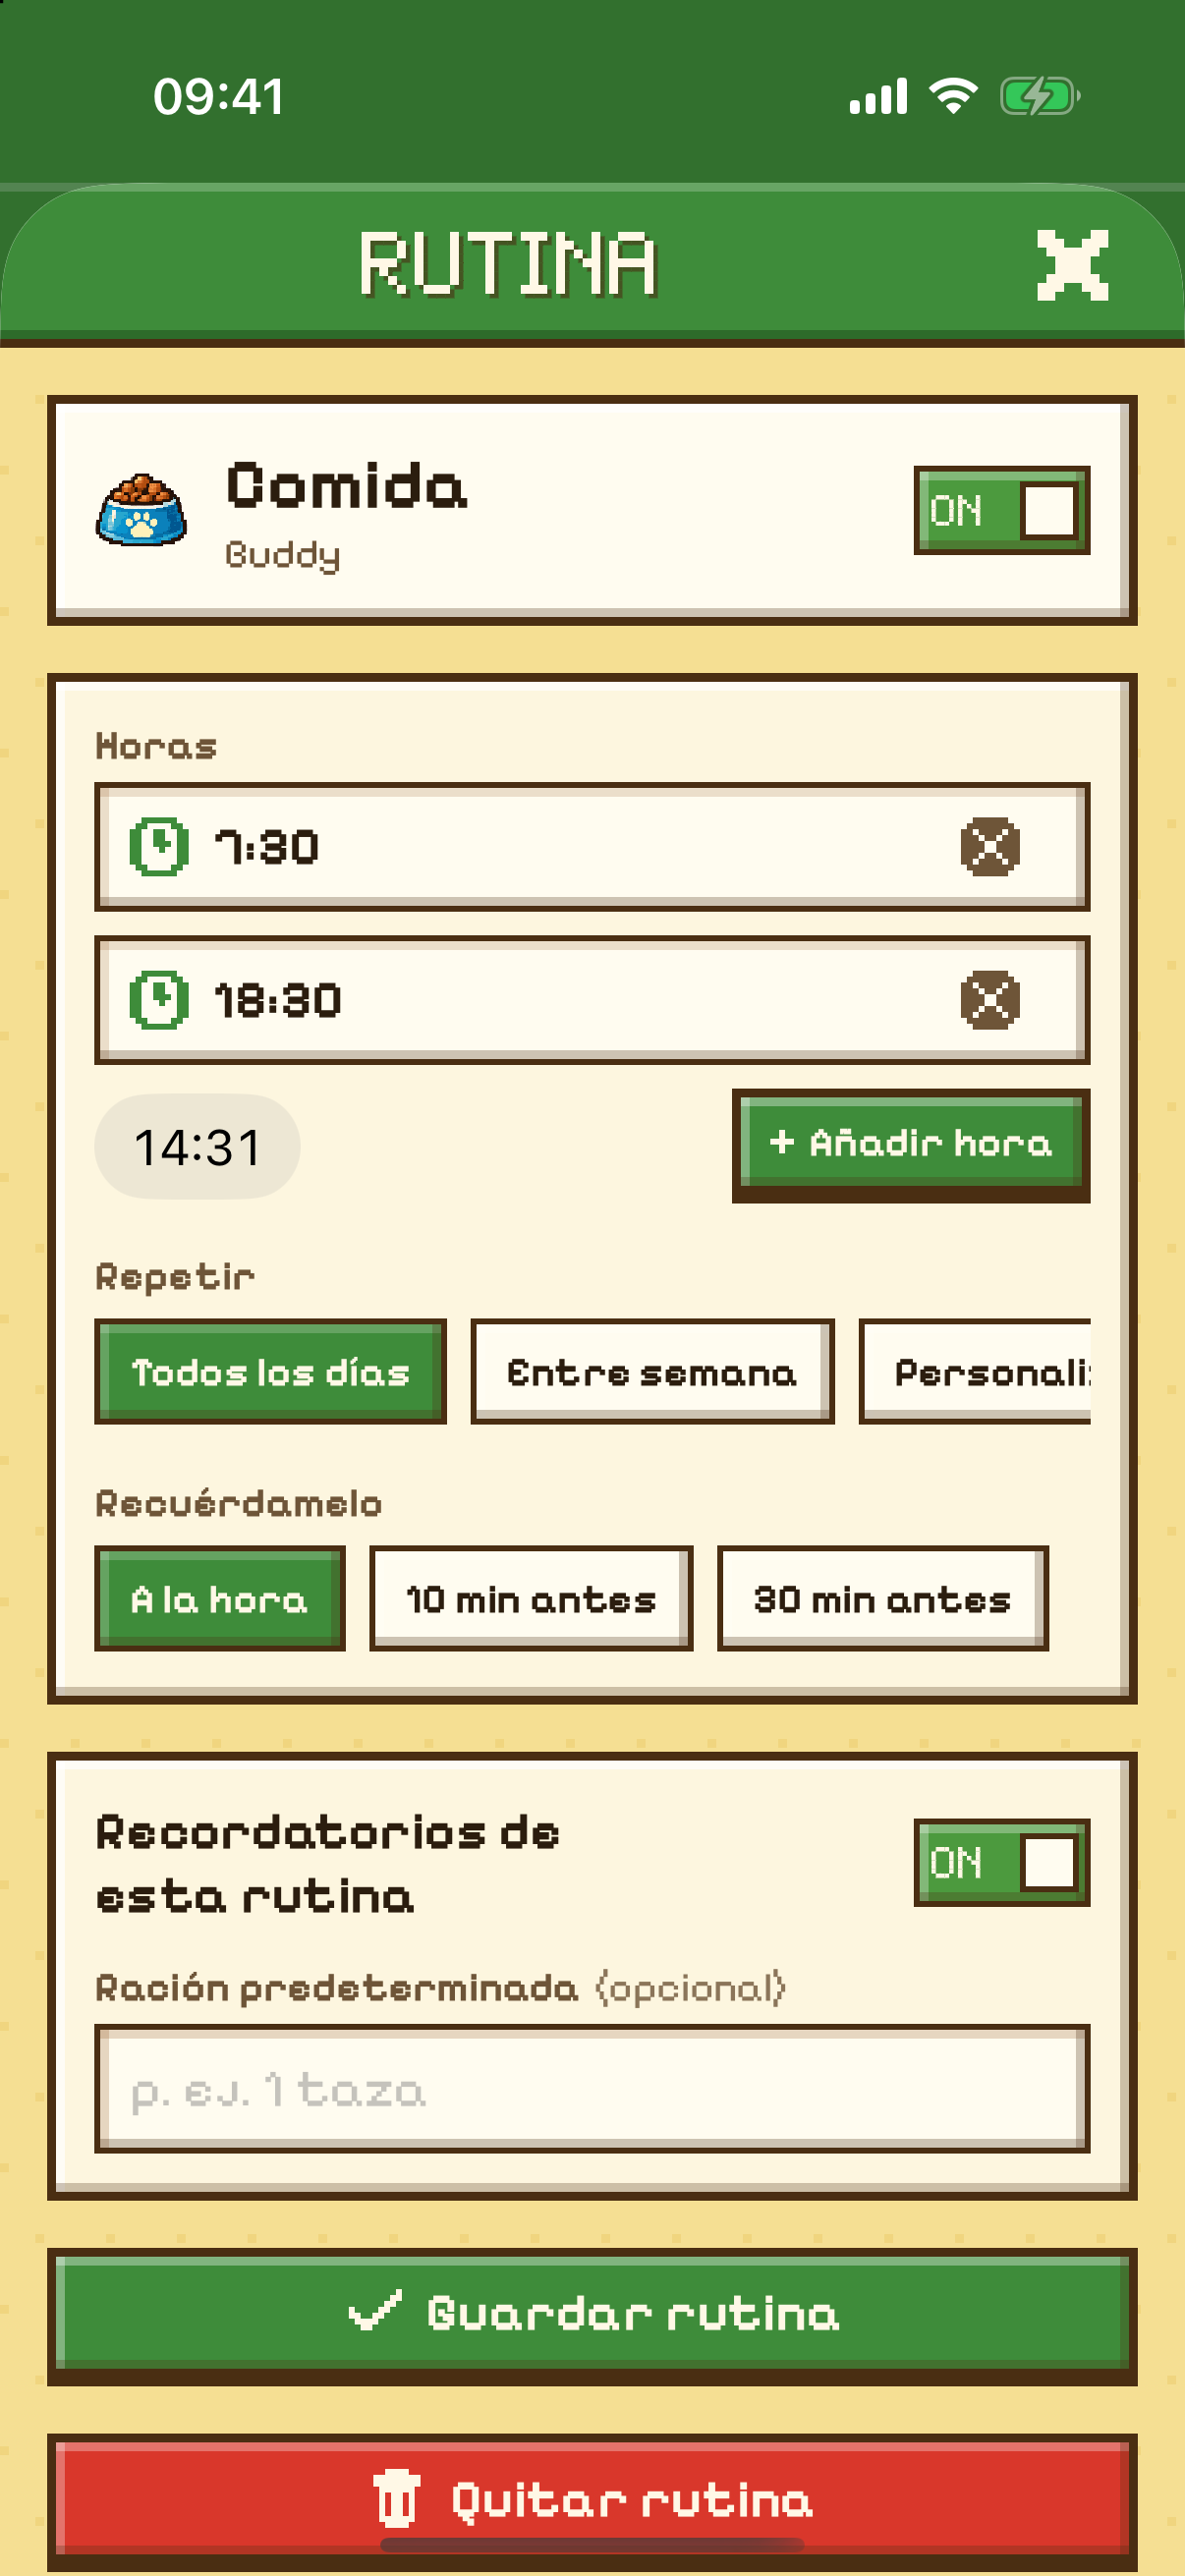 09:41
RUTINA
Comida
Buddy
ON
Horas
7:30
18:30
14:31
+ Añadir hora
Repetir
Todos los días
Entre semana
Recuérdamelo
A la hora
10 min antes
30 min antes
Recordatorios de
esta rutina
ON
Ración predeterminada (opcional)
p. ej. 1 taza
Guardar rutina
Quitar rutina